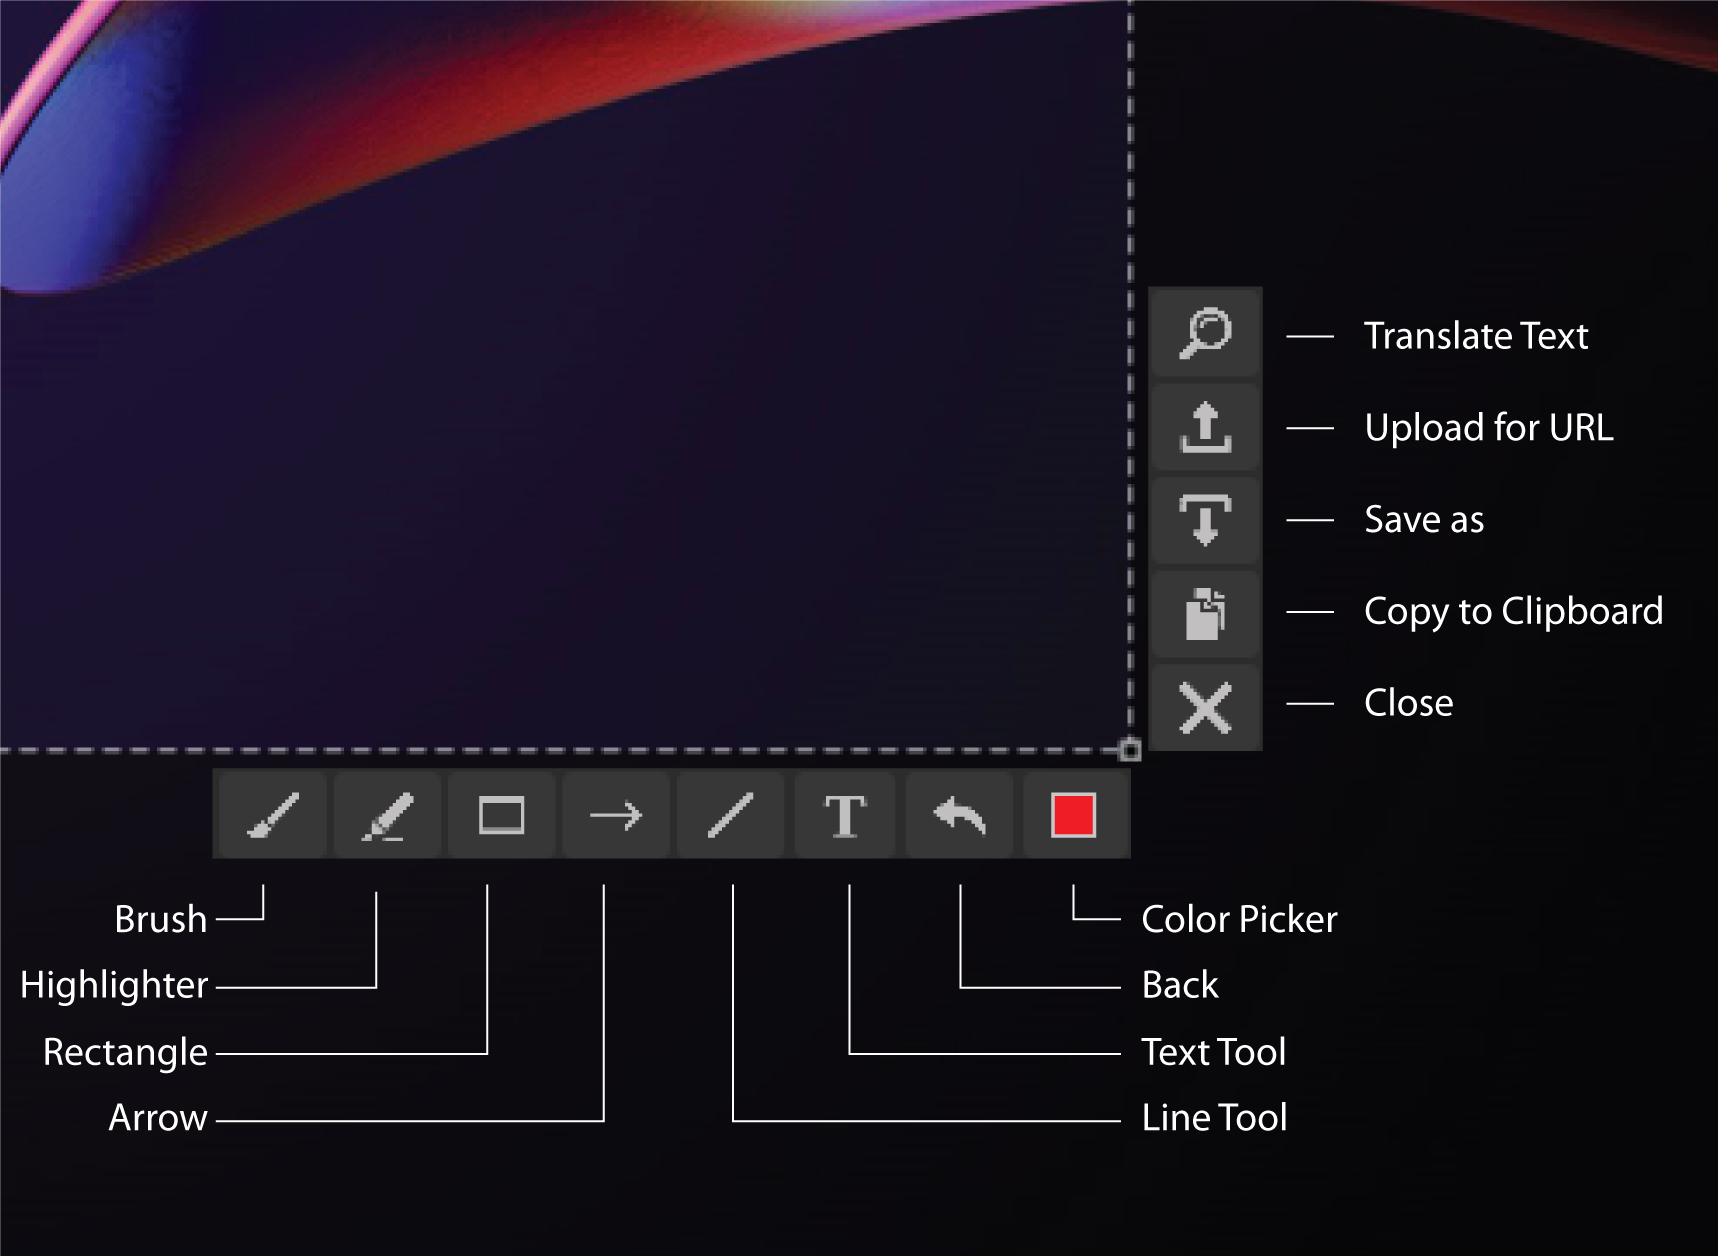 Translate Text
Upload for URL
Save as
Copy to Clipboard
Close
T
Brush
Highlighter
Rectangle
Arrow
Color Picker
Back
Text Tool
Line Tool